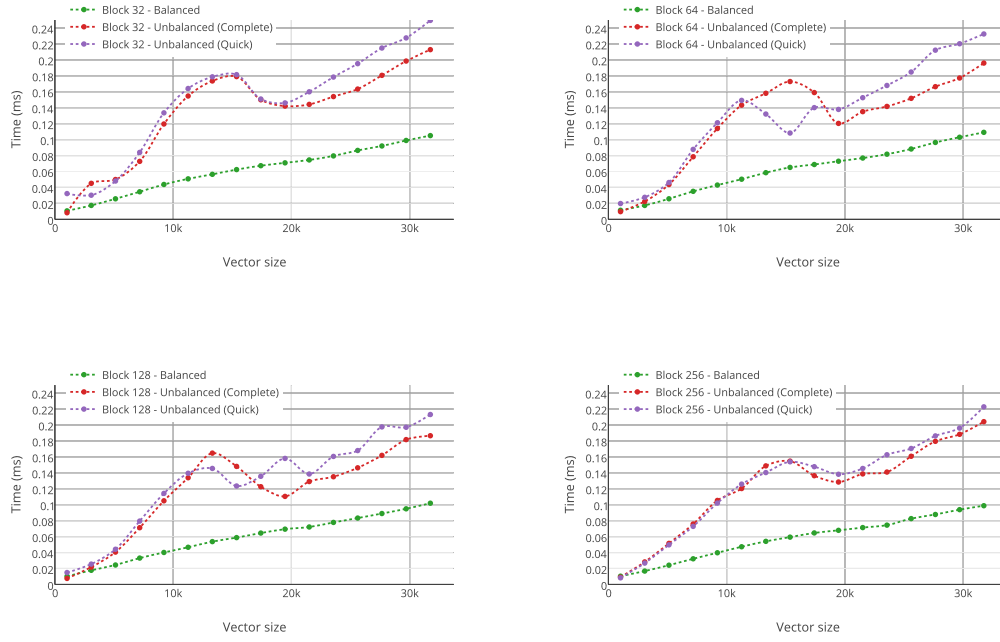 Block 32 - Balanced
Block 32 - Unbalanced (Complete)
Block 32 - Unbalanced (Quick)
0.24
0.22
0.2
0.18
0.16
0.14
0.12
0.1
0.08
0.06
0.04
0.02
0
Time (ms)
0 10k 20k 30k
Vector size
Block 64 - Balanced
Block 64 - Unbalanced (Complete)
Block 64 - Unbalanced (Quick)
0.24
0.22
0.2
0.18
0.16
0.14
0.12
0.1
0.08
0.06
0.04
0.02
0
Time (ms)
0 10k 20k 30k
Vector size
Block 128 - Balanced
Block 128 - Unbalanced (Complete)
Block 128 - Unbalanced (Quick)
0.24
0.22
0.2
0.18
0.16
0.14
0.12
0.1
0.08
0.06
0.04
0.02
0
Time (ms)
0 10k 20k 30k
Vector size
Block 256 - Balanced
Block 256 - Unbalanced (Complete)
Block 256 - Unbalanced (Quick)
0.24
0.22
0.2
0.18
0.16
0.14
0.12
0.1
0.08
0.06
0.04
0.02
0
Time (ms)
0 10k 20k 30k
Vector size